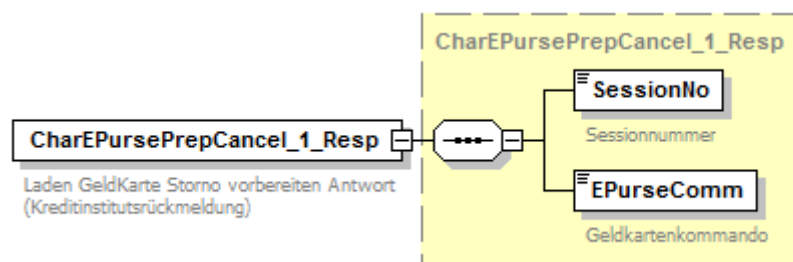 CharEPursePrepCancel_1_Resp
SessionNo
Sessionnummer
CharEPursePrepCancel_1_Resp
Laden GeldKarte Storno vorbereiten Antwort
(Kreditinstitutsrückmeldung)
EPurseComm
Geldkartenkommando